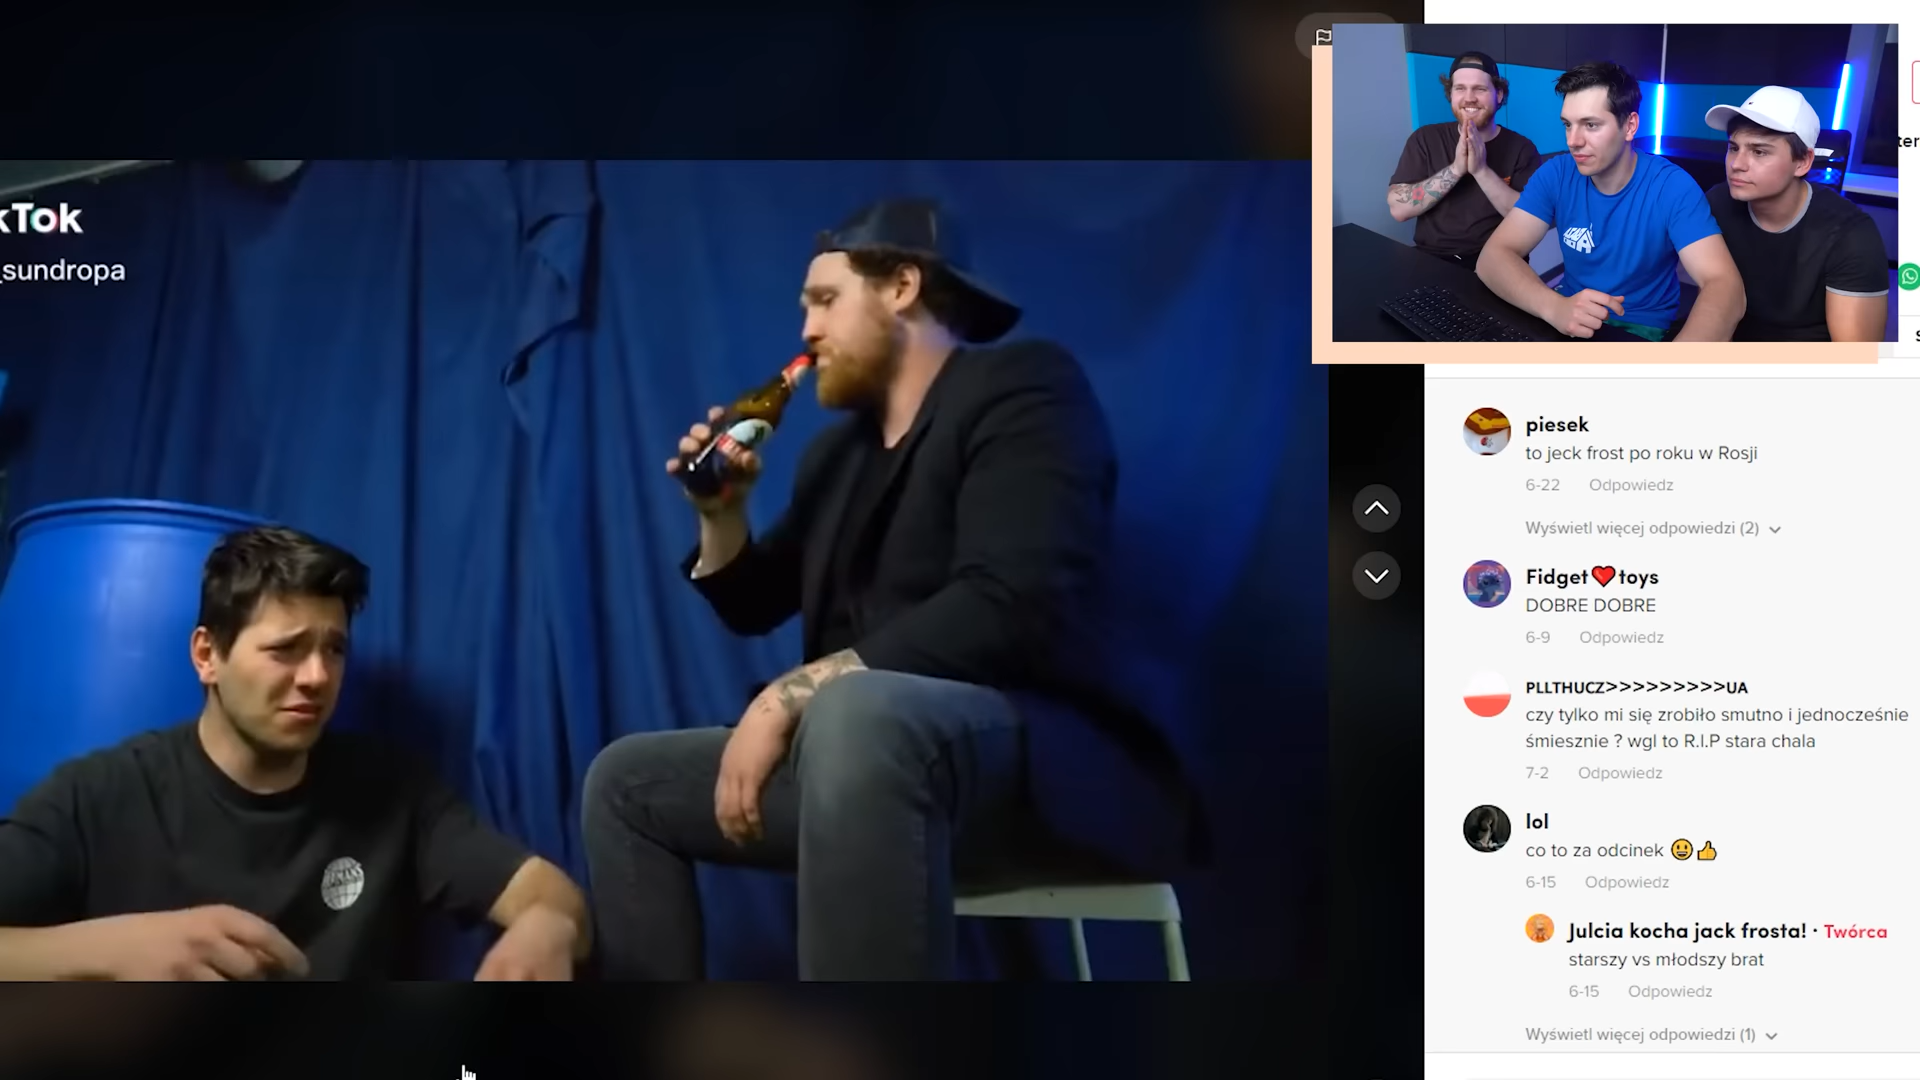 kTok
_sundropa
piesek
to jeck frost po roku w Rosji
6-22 Odpowiedz
Wyświetl więcej odpowiedzi (2)
Fidget❤️toys
DOBRE DOBRE
6-9 Odpowiedz
PLLTHUCZ>>>>>>>>>UA
czy tylko mi się zrobiło smutno i jednocześnie
śmiesznie ? wgl to R.I.P stara chala
7-2 Odpowiedz
lol
co to za odcinek 😃👍
6-15 Odpowiedz
Julcia kocha jack frosta! · Twórca
starszy vs młodszy brat
6-15 Odpowiedz
Wyświetl więcej odpowiedzi (1)